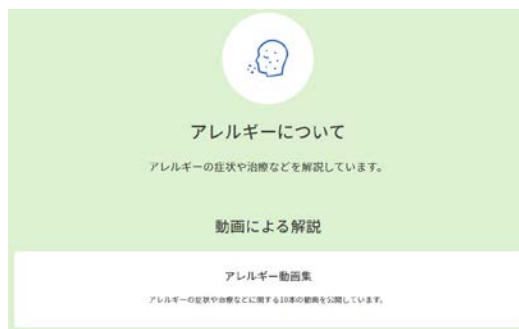 アレルギーについて
アレルギーの症状や治療などを解説しています。
動画による解説
アレルギー動画集
アレルギーの症状や治療などに関する10本の動画を公開しています。